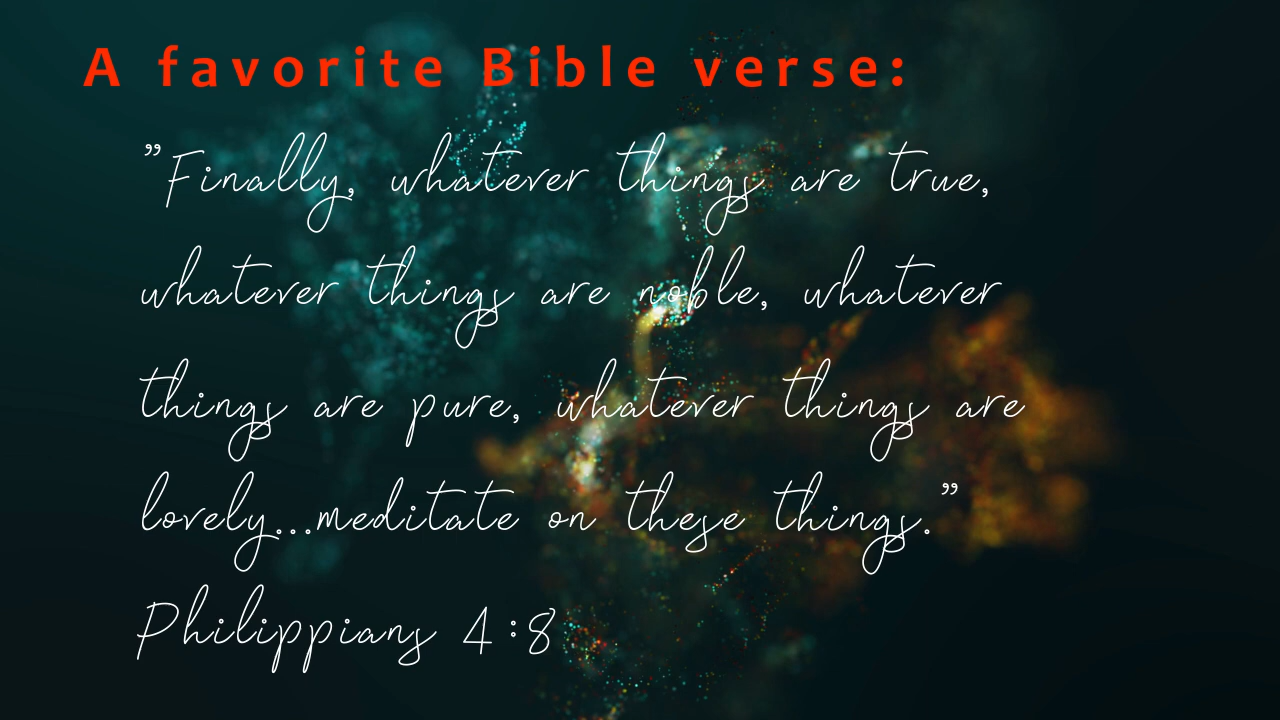 A favorite Bible verse:
”Finally, whatever things are true,
whatever things are noble, whatever
things are pure, whatever things are
lovely...meditate on these things.”
Philippians 4:8